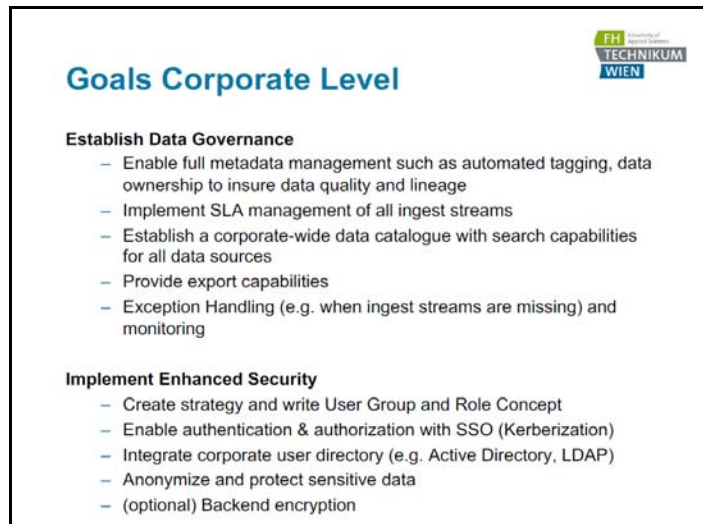 FH University of
Applied Sciences
TECHNIKUM
WIEN
Goals Corporate Level
Establish Data Governance
– Enable full metadata management such as automated tagging, data
ownership to insure data quality and lineage
– Implement SLA management of all ingest streams
– Establish a corporate-wide data catalogue with search capabilities
for all data sources
– Provide export capabilities
– Exception Handling (e.g. when ingest streams are missing) and
monitoring
Implement Enhanced Security
– Create strategy and write User Group and Role Concept
– Enable authentication & authorization with SSO (Kerberization)
– Integrate corporate user directory (e.g. Active Directory, LDAP)
– Anonymize and protect sensitive data
– (optional) Backend encryption